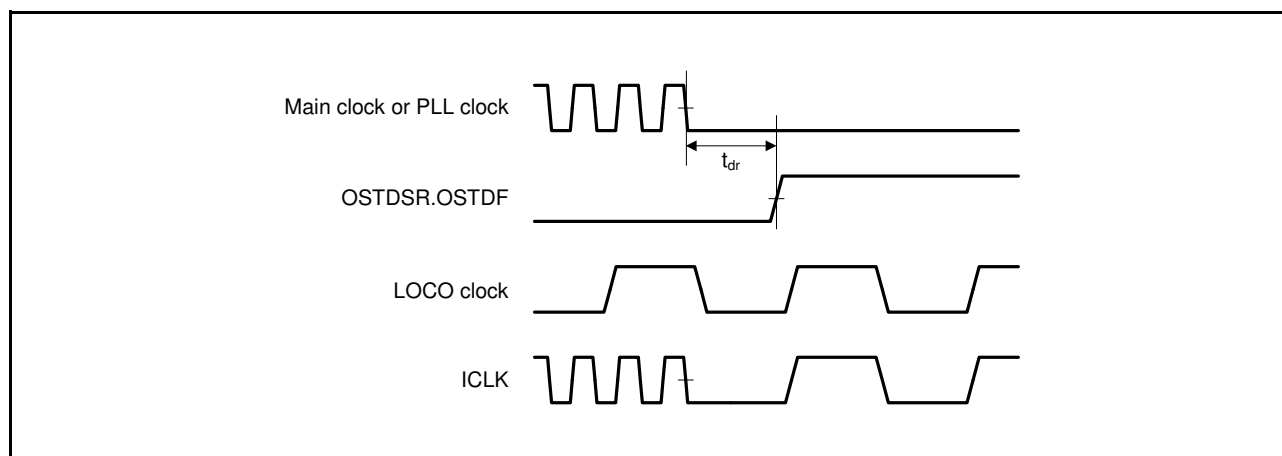 Main clock or PLL clock
tdr
OSTDSR.OSTDF
LOCO clock
ICLK